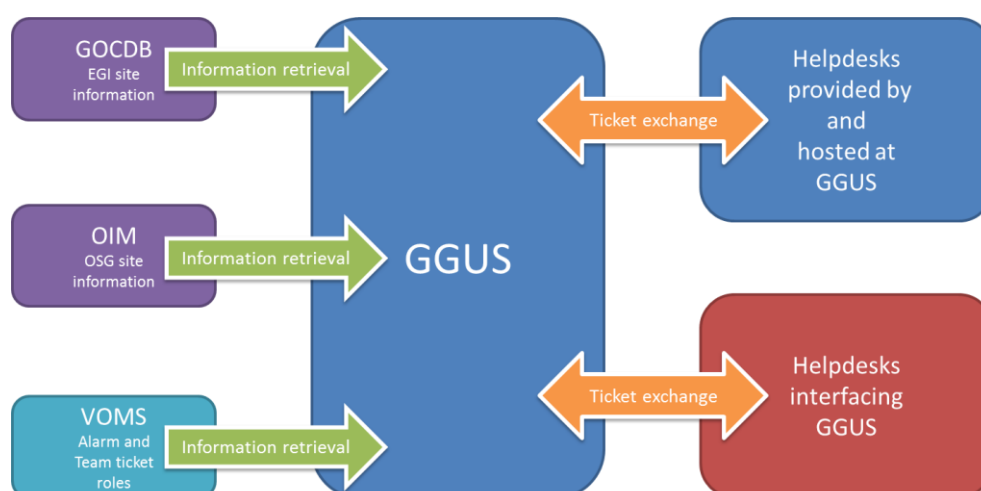 GOCDB
EGI site
information
Information retrieval
OIM
OSG site
information
Information retrieval
VOMS
Alarm and
Team ticket
roles
Information retrieval
GGUS
Ticket exchange
Helpdesks
provided by
and
hosted at
GGUS
Ticket exchange
Helpdesks
interfacing
GGUS